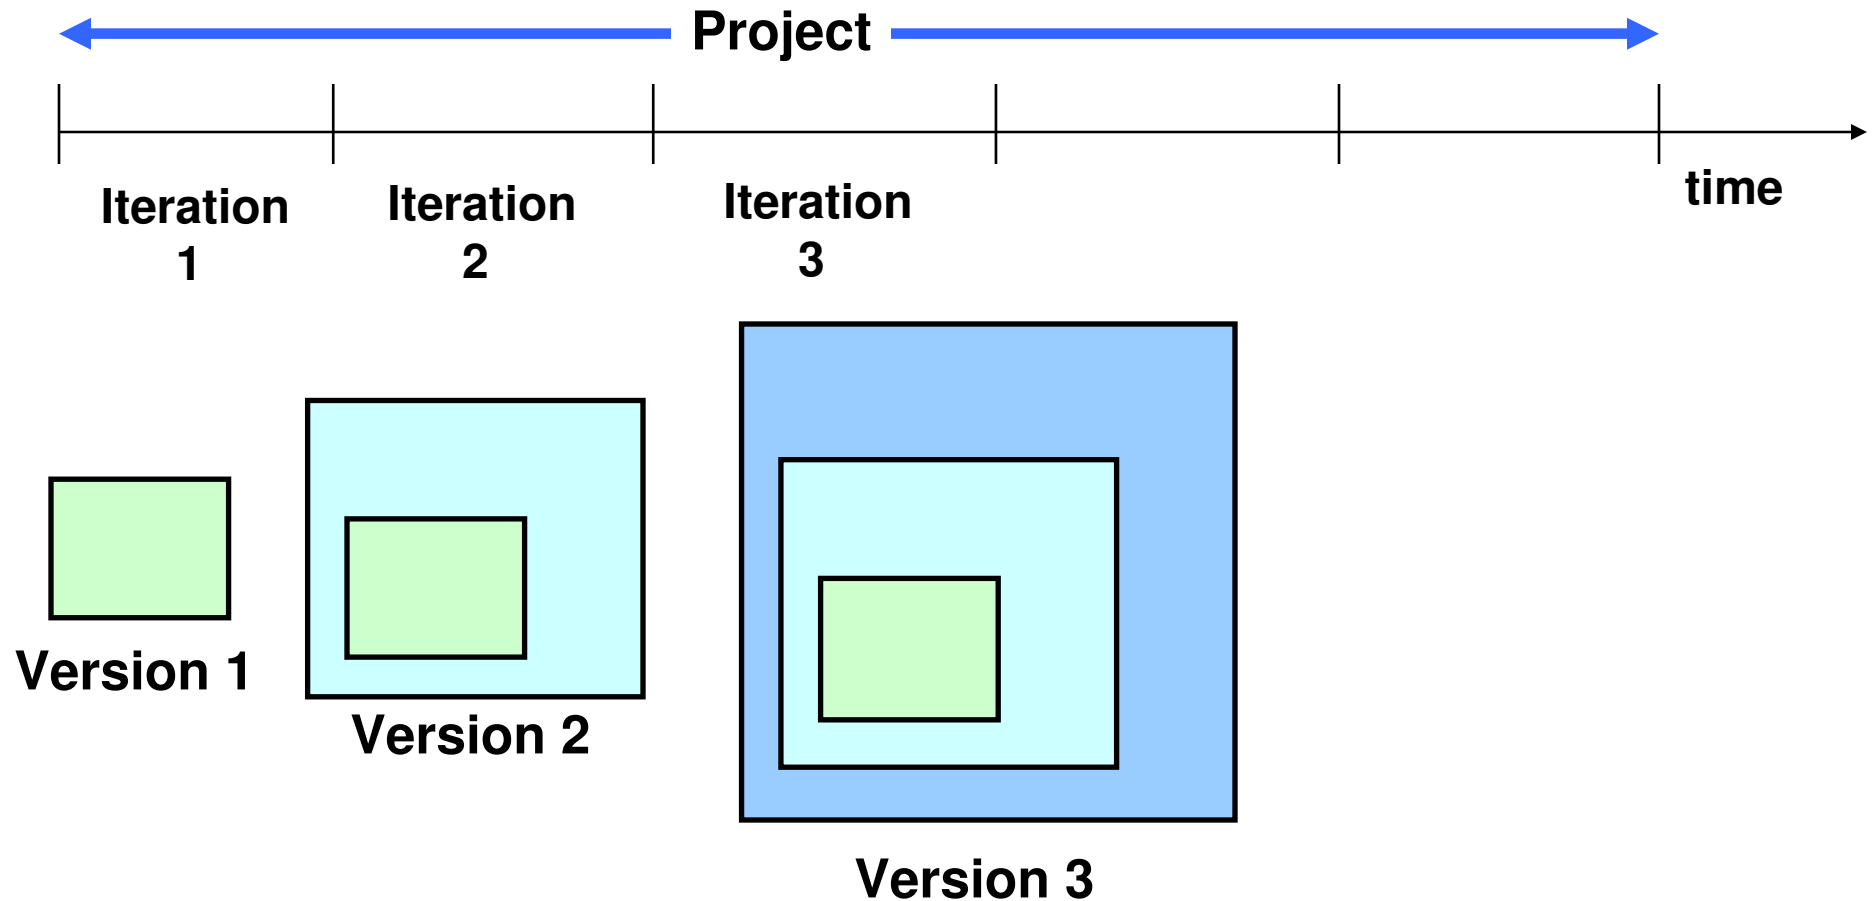 Project
time
Iteration
1
Iteration
2
Iteration
3
Version 1
Version 2
Version 3